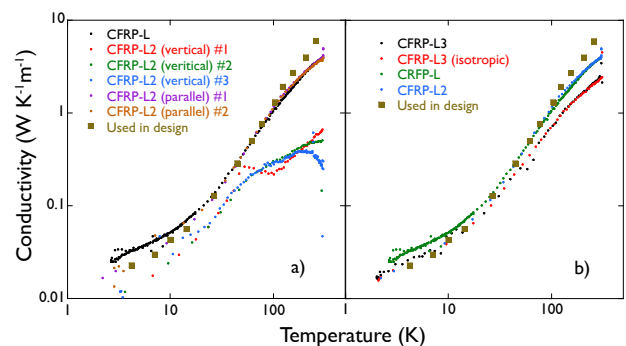 Conductivity (W K⁻¹m⁻¹)
10
1
0.1
0.01
CFRP-L
CFRP-L2 (vertical) #1
CFRP-L2 (veritical) #2
CFRP-L2 (vertical) #3
CFRP-L2 (parallel) #1
CFRP-L2 (parallel) #2
Used in design
a)
CFRP-L3
CFRP-L3 (isotropic)
CRFP-L
CFRP-L2
Used in design
b)
1 10 100 1 10 100 1
Temperature (K)